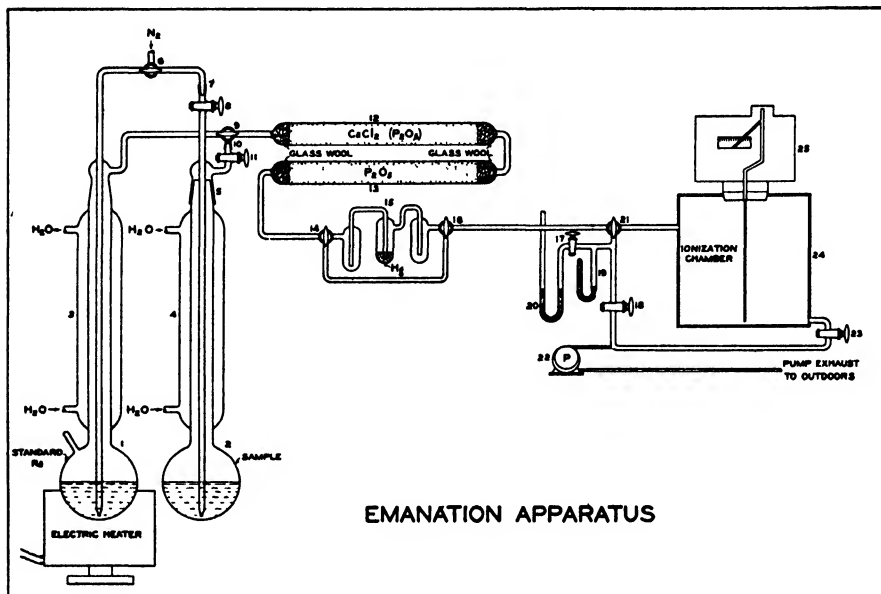 N2
6
7
8
9
10
11
12
CaCl2 (P2O5)
GLASS WOOL GLASS WOOL
P2O5
13
5
14
15
16
Hg
17
18
19
20
21
22
P
23
24
25
IONIZATION
CHAMBER
PUMP EXHAUST
TO OUTDOORS
H2O
H2O
3
4
H2O
H2O
1
2
STANDARD
Ra
SAMPLE
ELECTRIC HEATER
EMANATION APPARATUS